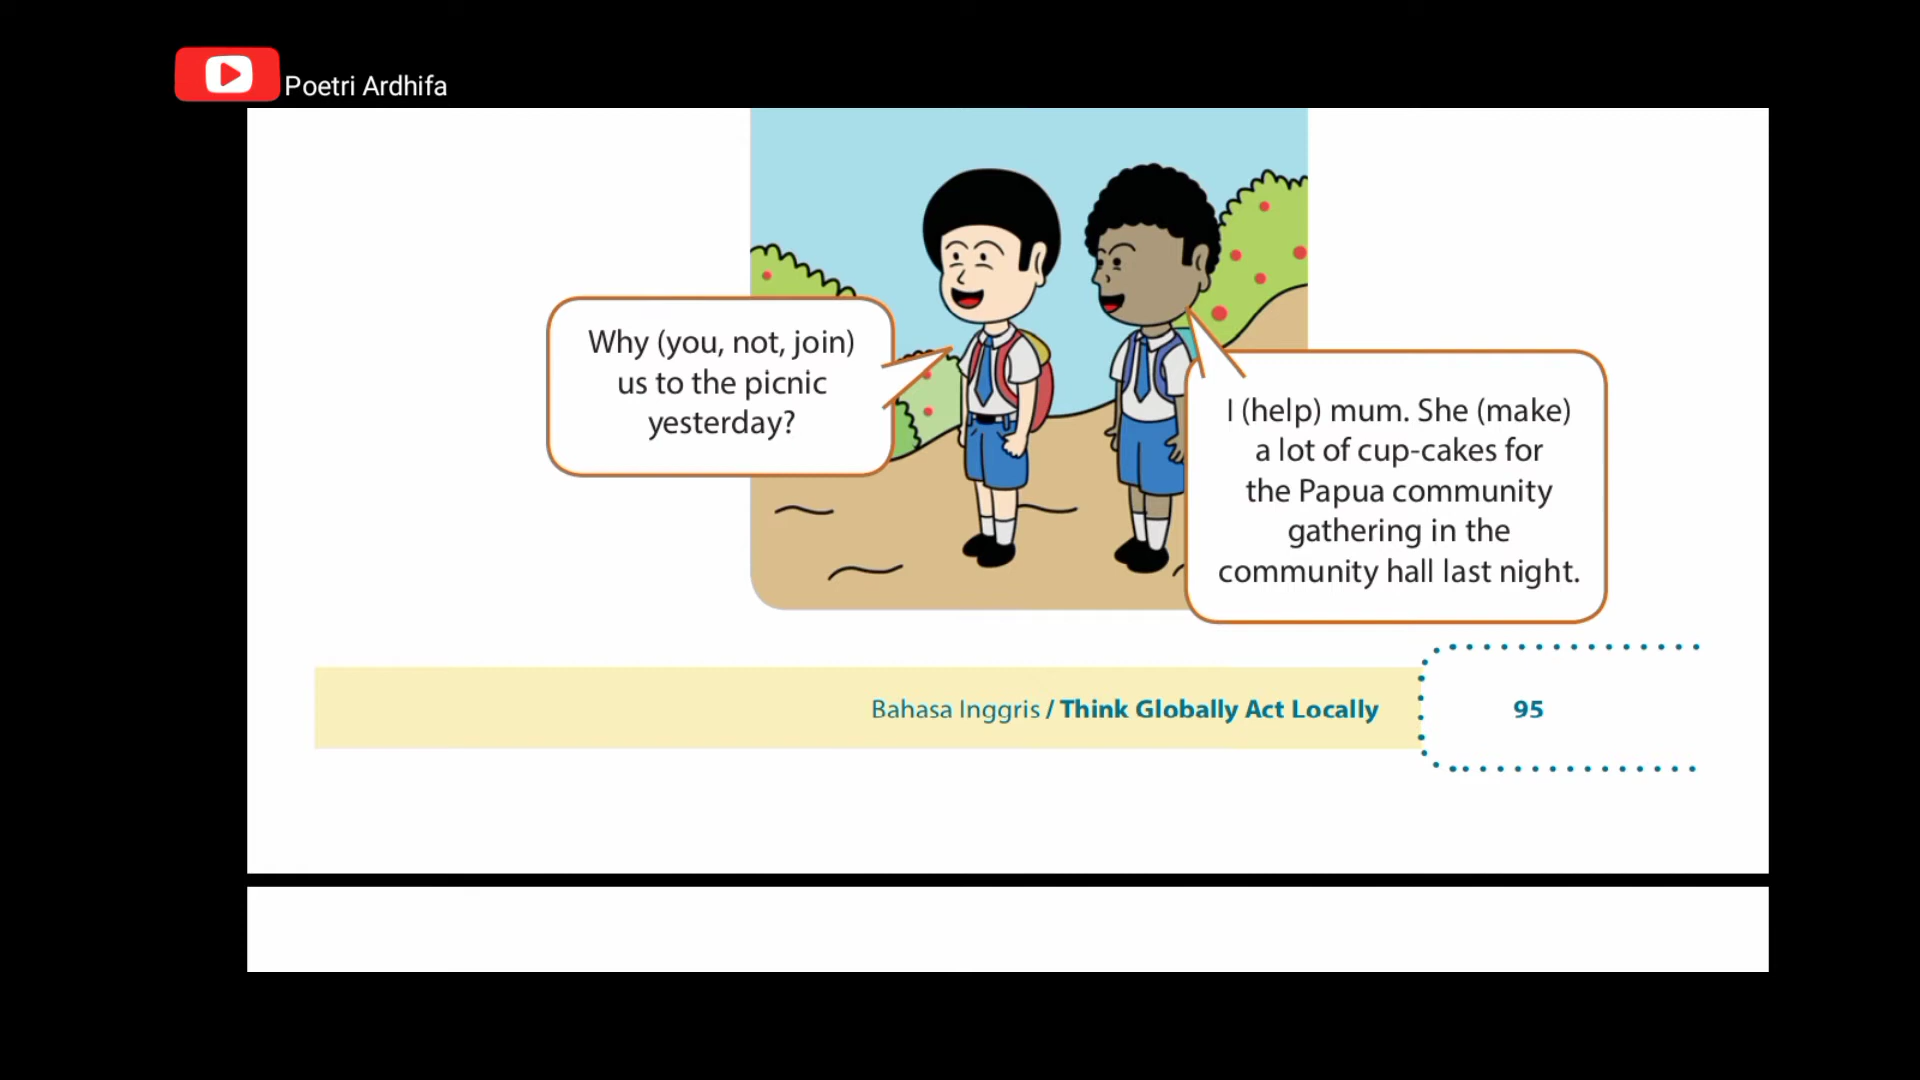 Poetri Ardhifa
Why (you, not, join)
us to the picnic
yesterday?
I (help) mum. She (make)
a lot of cup-cakes for
the Papua community
gathering in the
community hall last night.
Bahasa Inggris / Think Globally Act Locally
95